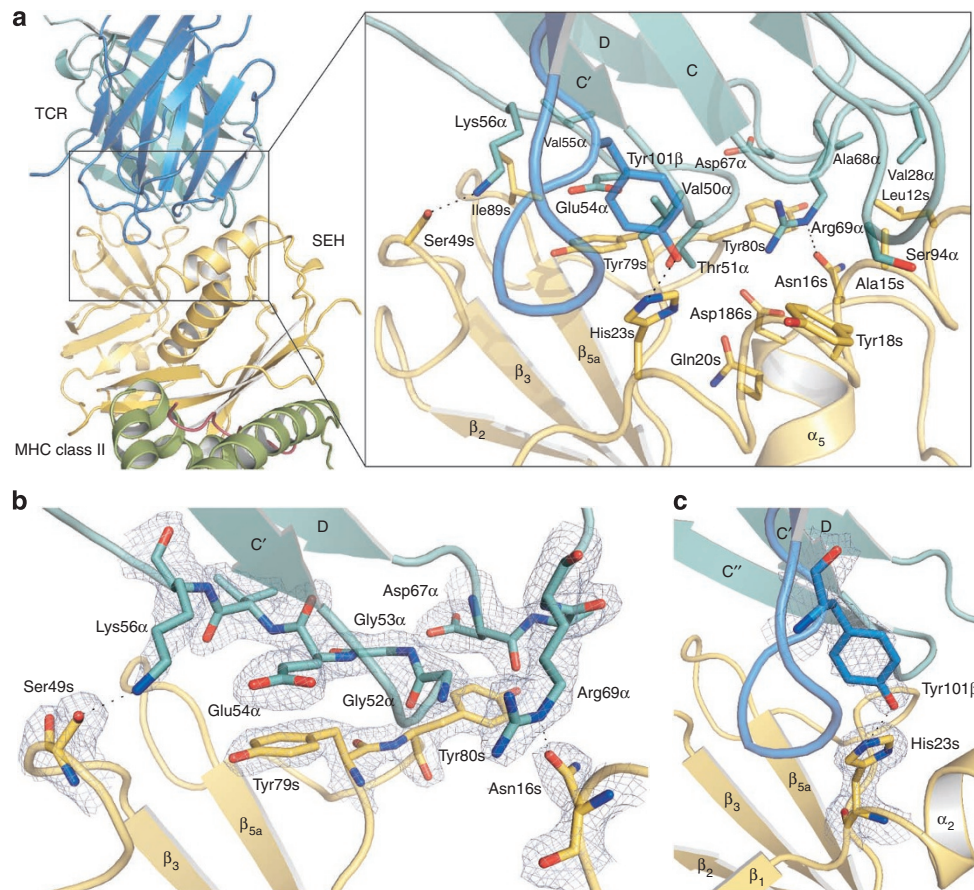 a
TCR
SEH
MHC class II
D
C
C′
Lys56α
Val55α
Tyr101β
Asp67α
Ala68α
Val28α
Leu12s
Ile89s
Glu54α
Val50α
Arg69α
Ser49s
Tyr79s
Tyr80s
Ser94α
Thr51α
Asn16s
Ala15s
His23s
Asp186s
Tyr18s
Gln20s
β5a
β3
β2
α5
b
D
C′
Lys56α
Gly53α
Asp67α
Ser49s
Glu54α
Gly52α
Arg69α
Tyr79s
Tyr80s
Asn16s
β5a
β3
c
C′
D
C″
Tyr101β
His23s
β5a
β3
α2
β2
β1